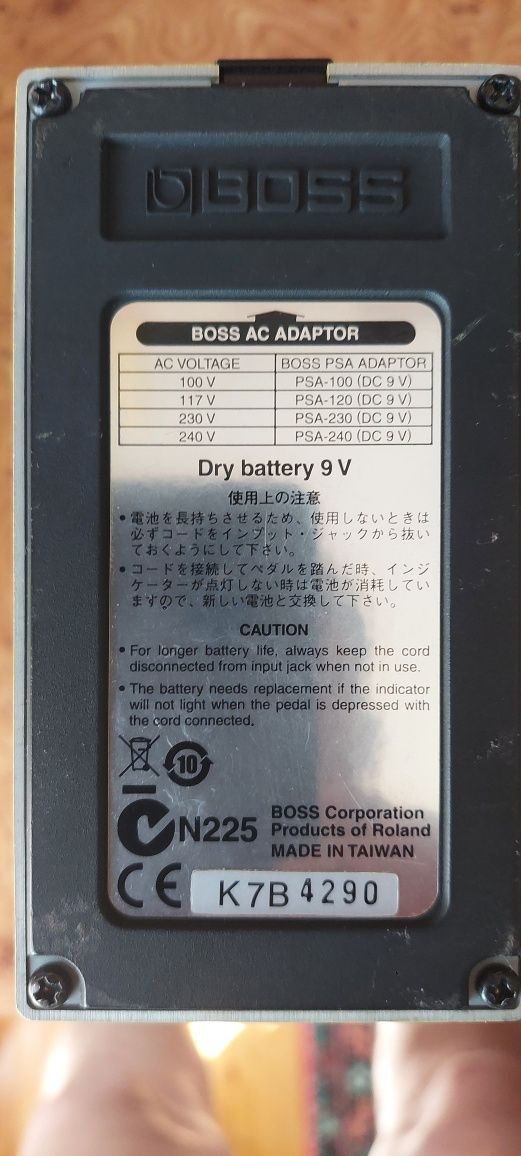 BOSS
BOSS AC ADAPTOR
AC VOLTAGE BOSS PSA ADAPTOR
100 V PSA-100 (DC 9 V)
117 V PSA-120 (DC 9 V)
230 V PSA-230 (DC 9 V)
240 V PSA-240 (DC 9 V)
Dry battery 9 V
使用上の注意
• 電池を長持ちさせるため、使用しないときは
必ずコードをインプット・ジャックから抜い
ておくようにして下さい。
• コードを接続してペダルを踏んだ時、インジ
ケーターが点灯しない時は電池が消耗してい
ますので、新しい電池と交換して下さい。
CAUTION
• For longer battery life, always keep the cord
disconnected from input jack when not in use.
• The battery needs replacement if the indicator
will not light when the pedal is depressed with
the cord connected.
10
N225
BOSS Corporation
Products of Roland
MADE IN TAIWAN
CE
K7B4290